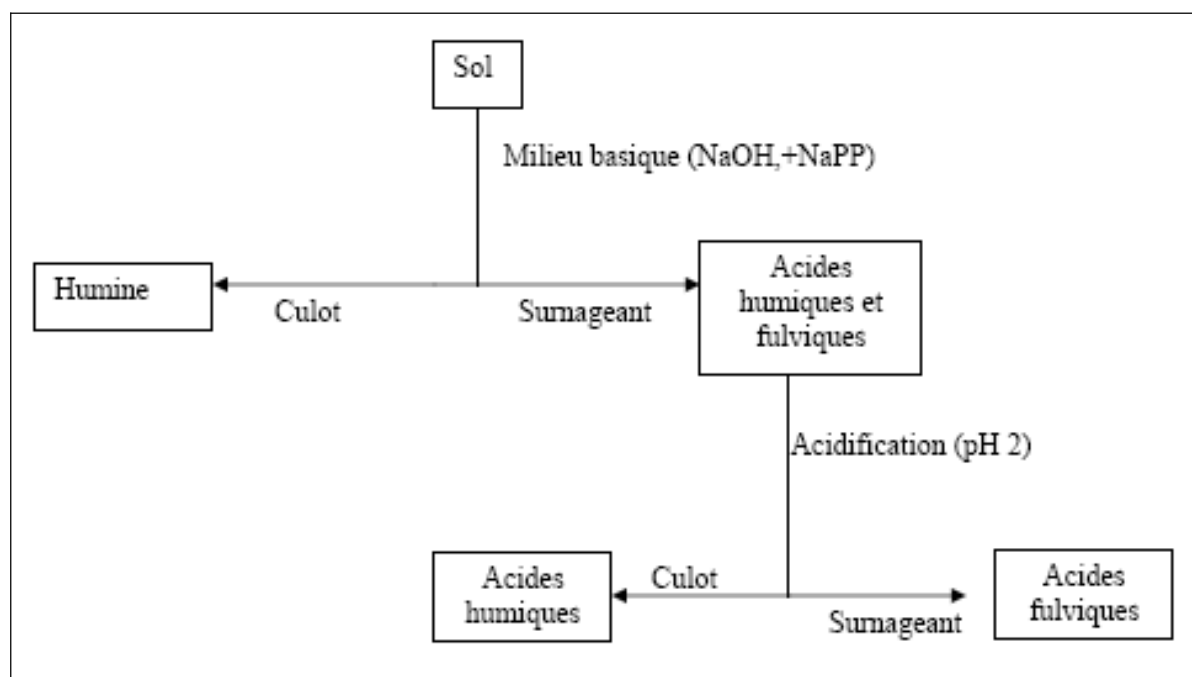 Sol
Milieu basique (NaOH,+NaPP)
Humine
Culot
Surnageant
Acides
humiques et
fulviques
Acidification (pH 2)
Acides
humiques
Culot
Surnageant
Acides
fulviques